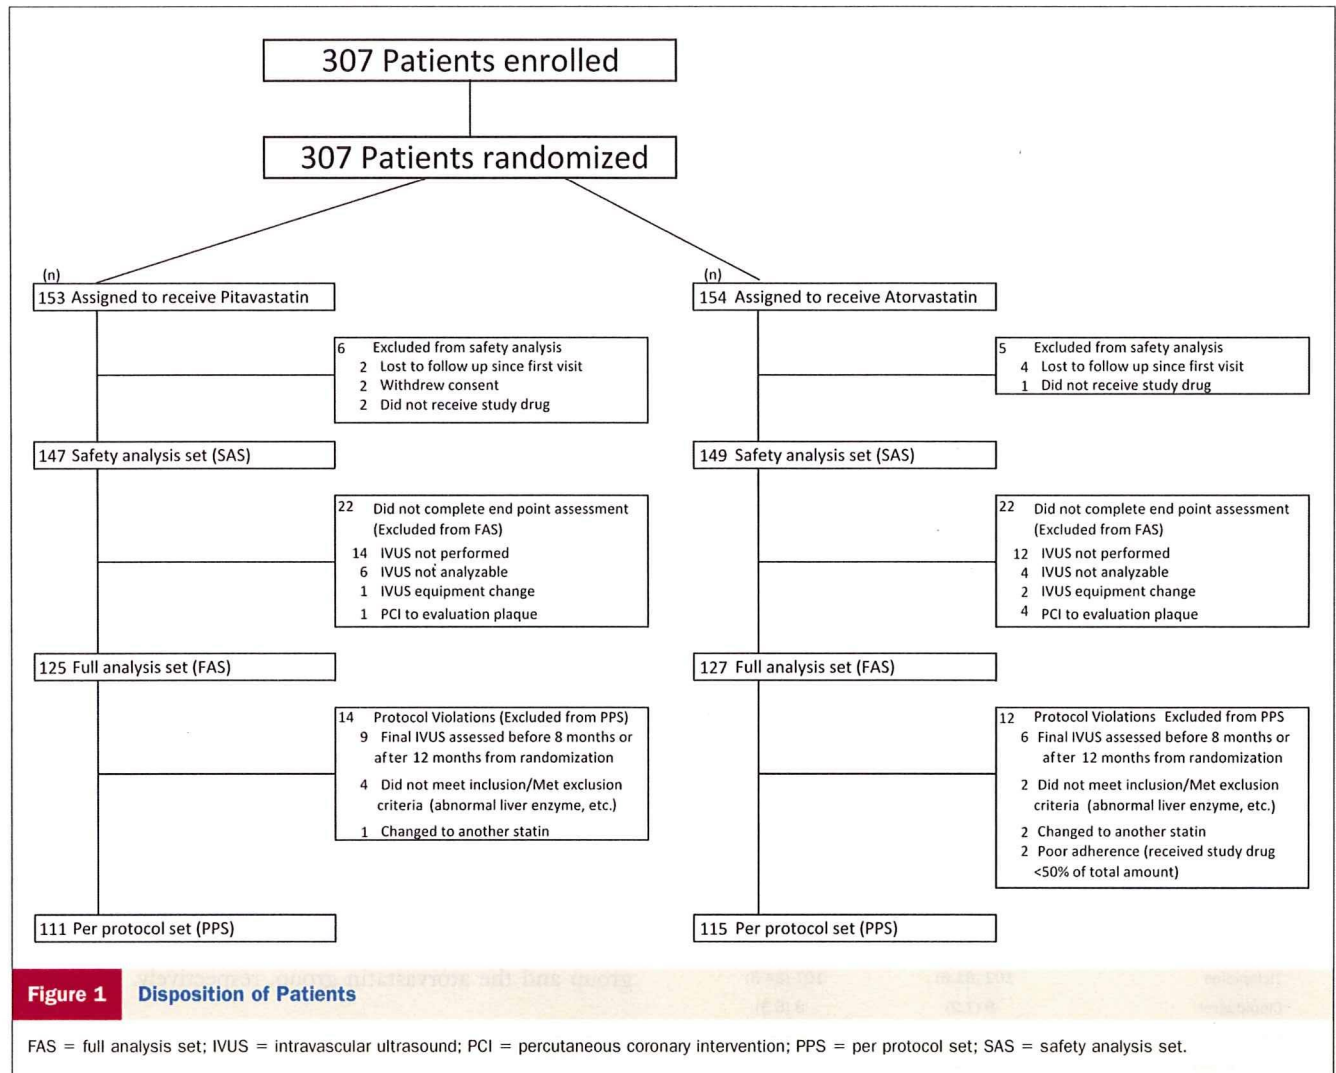 307 Patients enrolled
307 Patients randomized
(n)
153 Assigned to receive Pitavastatin
6 Excluded from safety analysis
2 Lost to follow up since first visit
2 Withdrew consent
2 Did not receive study drug
147 Safety analysis set (SAS)
22 Did not complete end point assessment
(Excluded from FAS)
14 IVUS not performed
6 IVUS not analyzable
1 IVUS equipment change
1 PCI to evaluation plaque
125 Full analysis set (FAS)
14 Protocol Violations (Excluded from PPS)
9 Final IVUS assessed before 8 months or
after 12 months from randomization
4 Did not meet inclusion/Met exclusion
criteria (abnormal liver enzyme, etc.)
1 Changed to another statin
111 Per protocol set (PPS)
(n)
154 Assigned to receive Atorvastatin
5 Excluded from safety analysis
4 Lost to follow up since first visit
1 Did not receive study drug
149 Safety analysis set (SAS)
22 Did not complete end point assessment
(Excluded from FAS)
12 IVUS not performed
4 IVUS not analyzable
2 IVUS equipment change
4 PCI to evaluation plaque
127 Full analysis set (FAS)
12 Protocol Violations Excluded from PPS
6 Final IVUS assessed before 8 months or
after 12 months from randomization
2 Did not meet inclusion/Met exclusion
criteria (abnormal liver enzyme, etc.)
2 Changed to another statin
2 Poor adherence (received study drug
<50% of total amount)
115 Per protocol set (PPS)
Figure 1 Disposition of Patients
FAS = full analysis set; IVUS = intravascular ultrasound; PCI = percutaneous coronary intervention; PPS = per protocol set; SAS = safety analysis set.